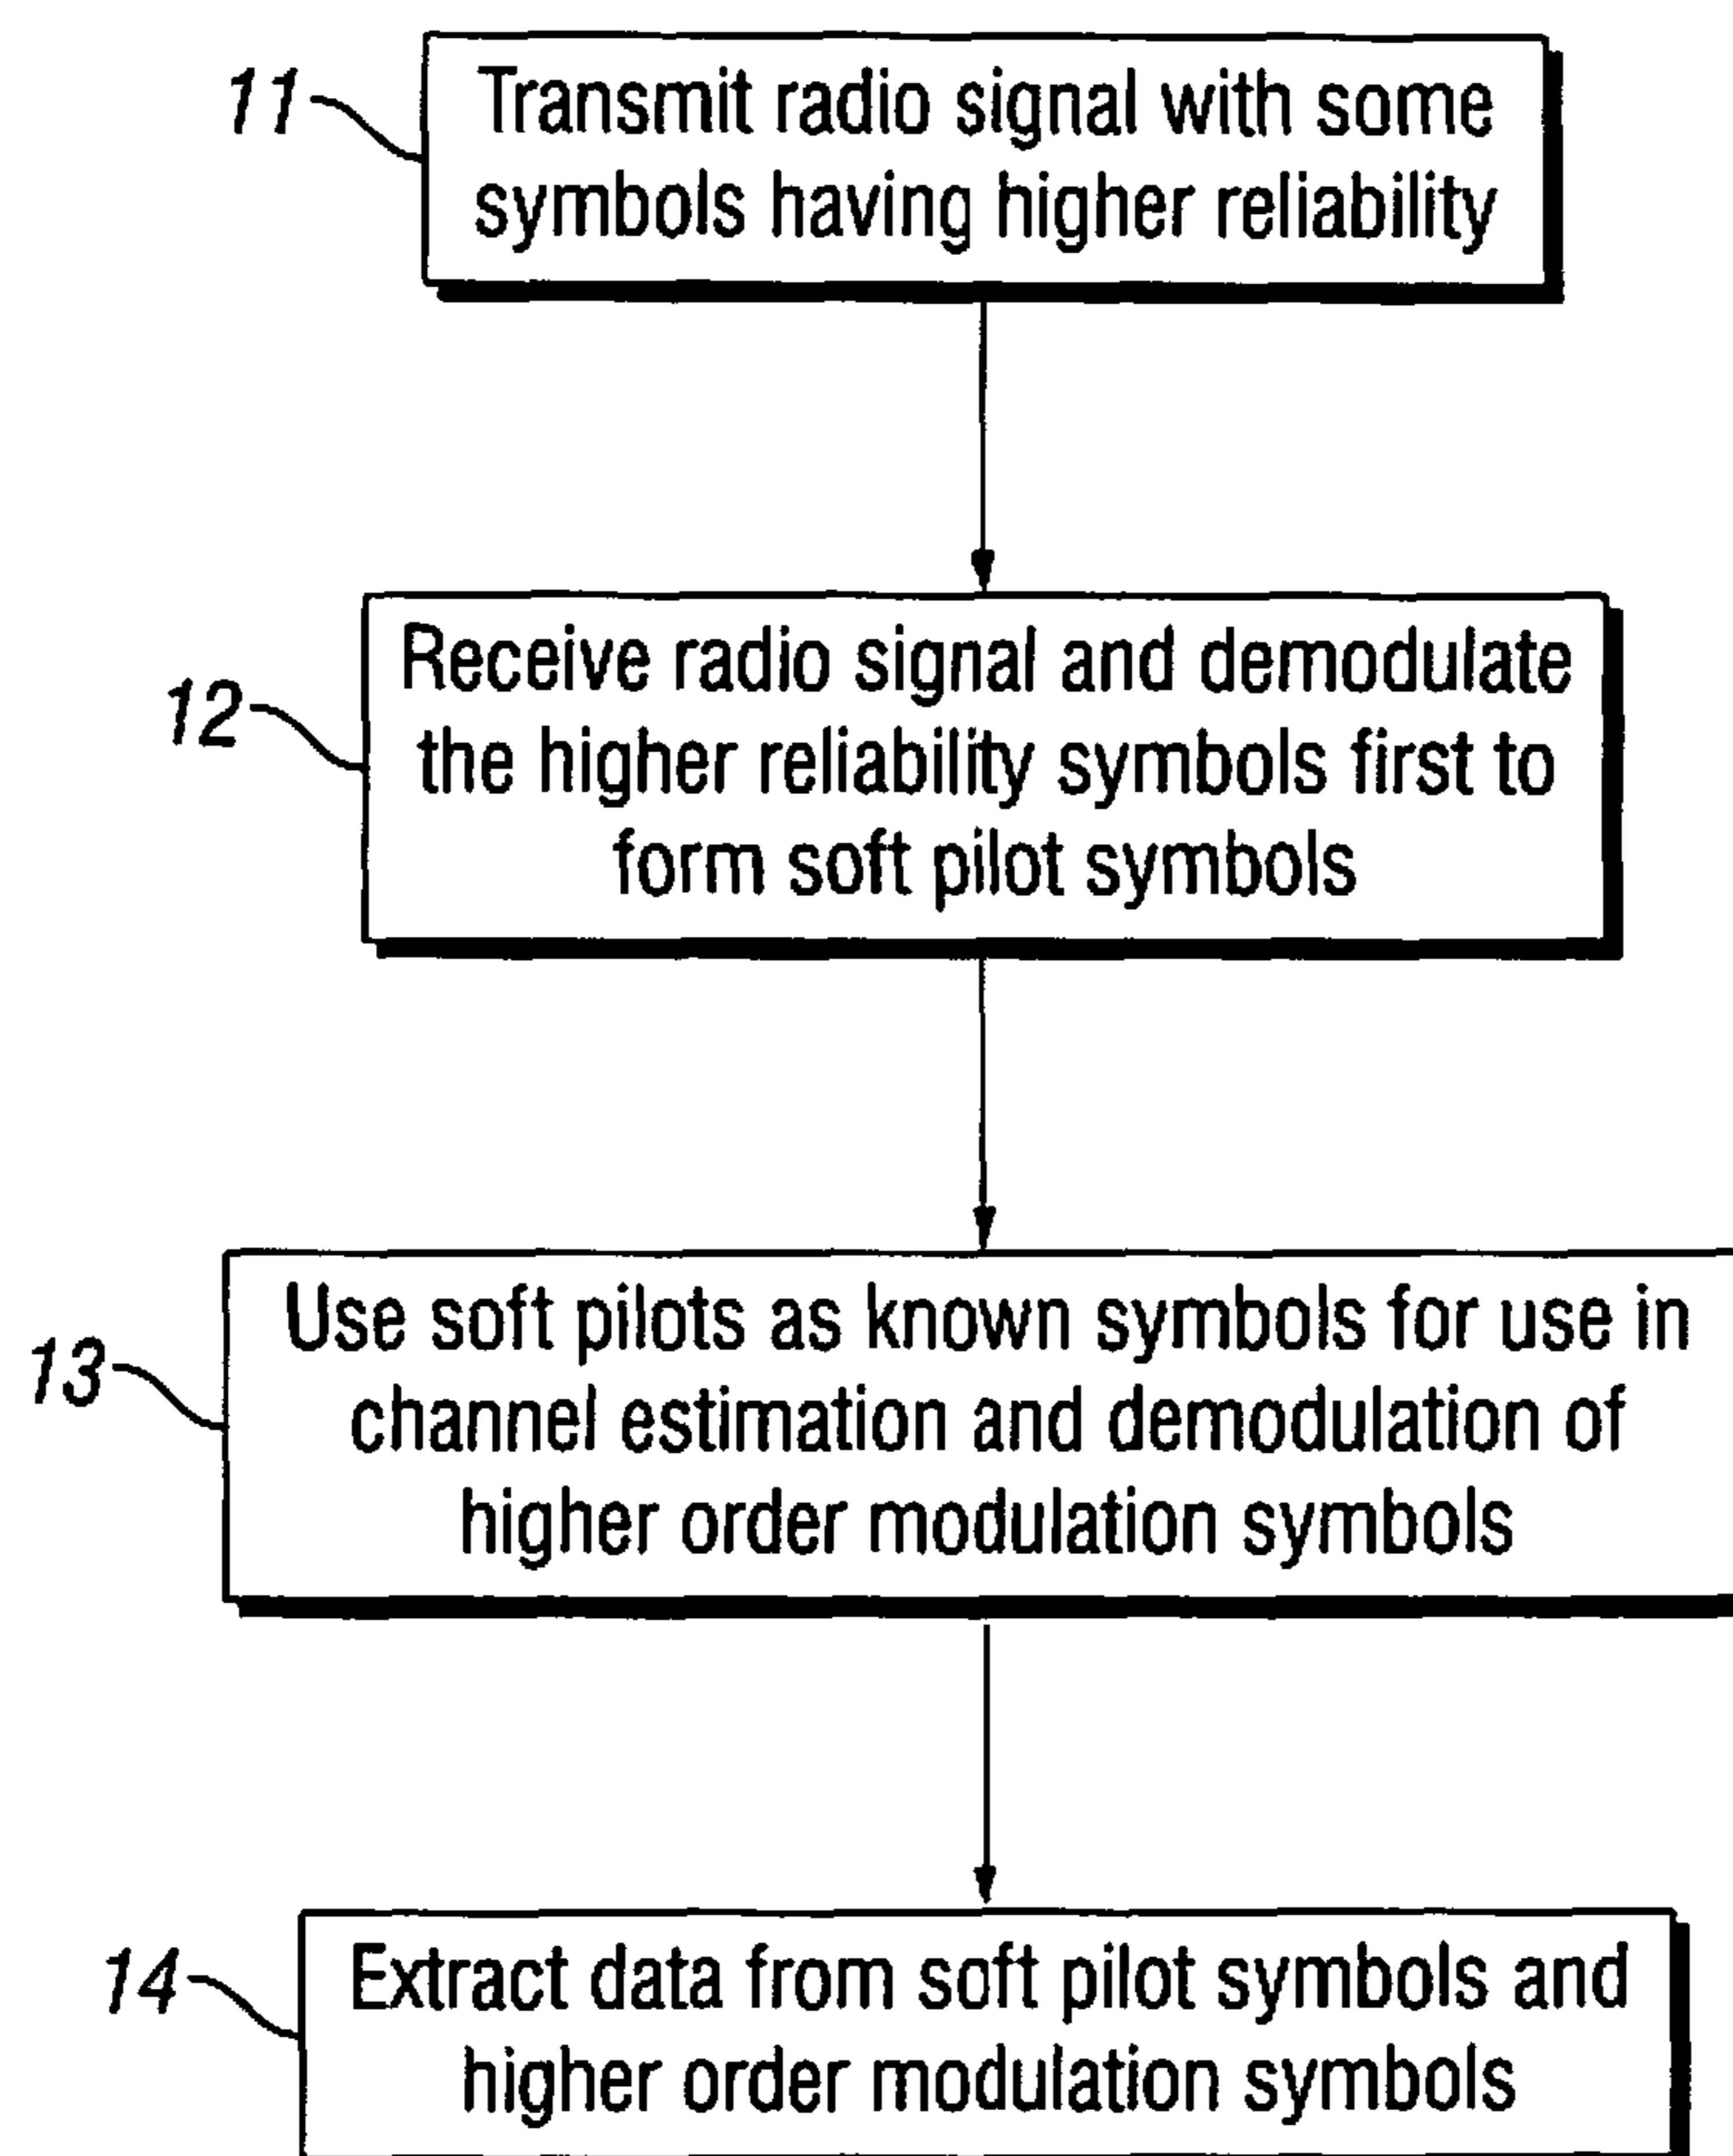 11
Transmit radio signal with some
symbols having higher reliability
12
Receive radio signal and demodulate
the higher reliability symbols first to
form soft pilot symbols
13
Use soft pilots as known symbols for use in
channel estimation and demodulation of
higher order modulation symbols
14
Extract data from soft pilot symbols and
higher order modulation symbols